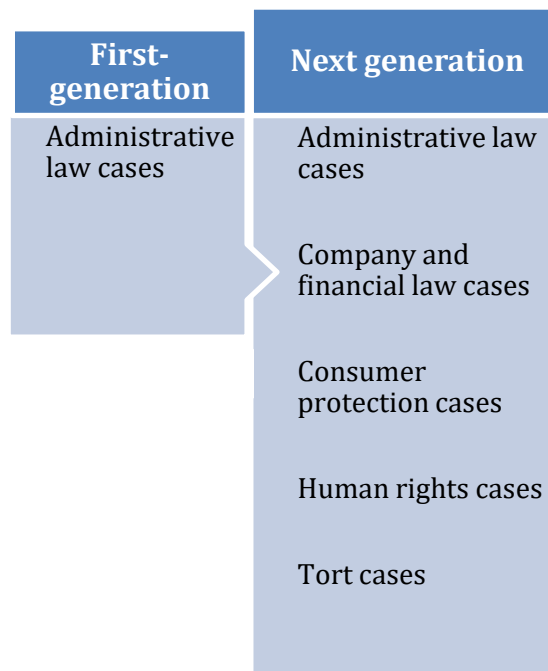 First-
generation
Administrative
law cases
Next generation
Administrative law
cases
Company and
financial law cases
Consumer
protection cases
Human rights cases
Tort cases